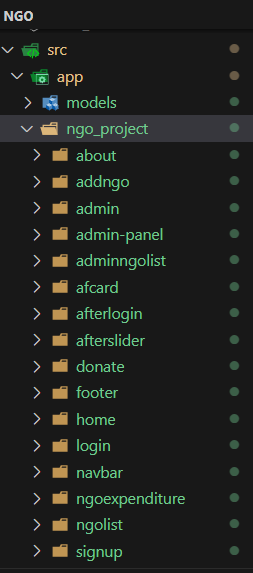 NGO
src
app
models
ngo_project
about
addngo
admin
admin-panel
adminngolist
afcard
afterlogin
afterslider
donate
footer
home
login
navbar
ngoexpenditure
ngolist
signup